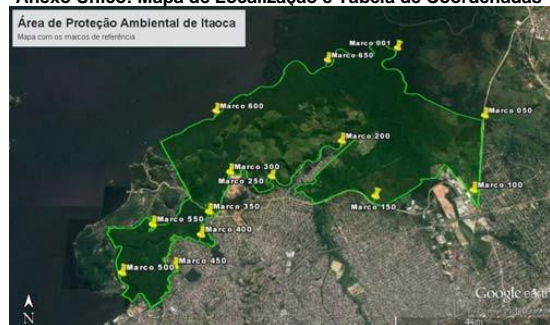 Anexo Único: Mapa de Localização e Tabela de Coordenadas
Área de Proteção Ambiental de Itaoca
Mapa com os marcos de referência
Marco 001
Marco 650
Marco 600
Marco 050
Marco 200
Marco 300
Marco 250
Marco 100
Marco 150
Marco 350
Marco 550
Marco 400
Marco 450
Marco 500
N
Google earth